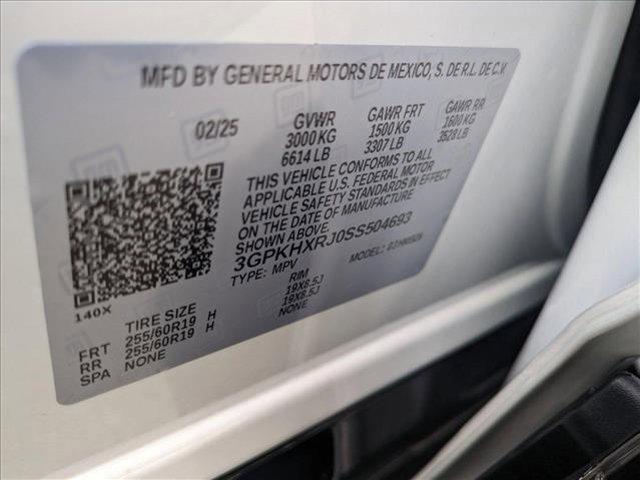 MFD BY GENERAL MOTORS DE MEXICO, S. DE R.L. DE C.V.
02/25 GVWR GAWR FRT GAWR RR
3000 KG 1500 KG 1600 KG
6614 LB 3307 LB 3528 LB
THIS VEHICLE CONFORMS TO ALL
APPLICABLE U.S. FEDERAL MOTOR
VEHICLE SAFETY STANDARDS IN EFFECT
ON THE DATE OF MANUFACTURE
SHOWN ABOVE.
3GPKHXRJ0SS504693
TYPE: MPV MODEL:
140X
TIRE SIZE RIM
FRT 255/60R19 H 19X8.5J
RR 255/60R19 H 19X8.5J
SPA NONE NONE